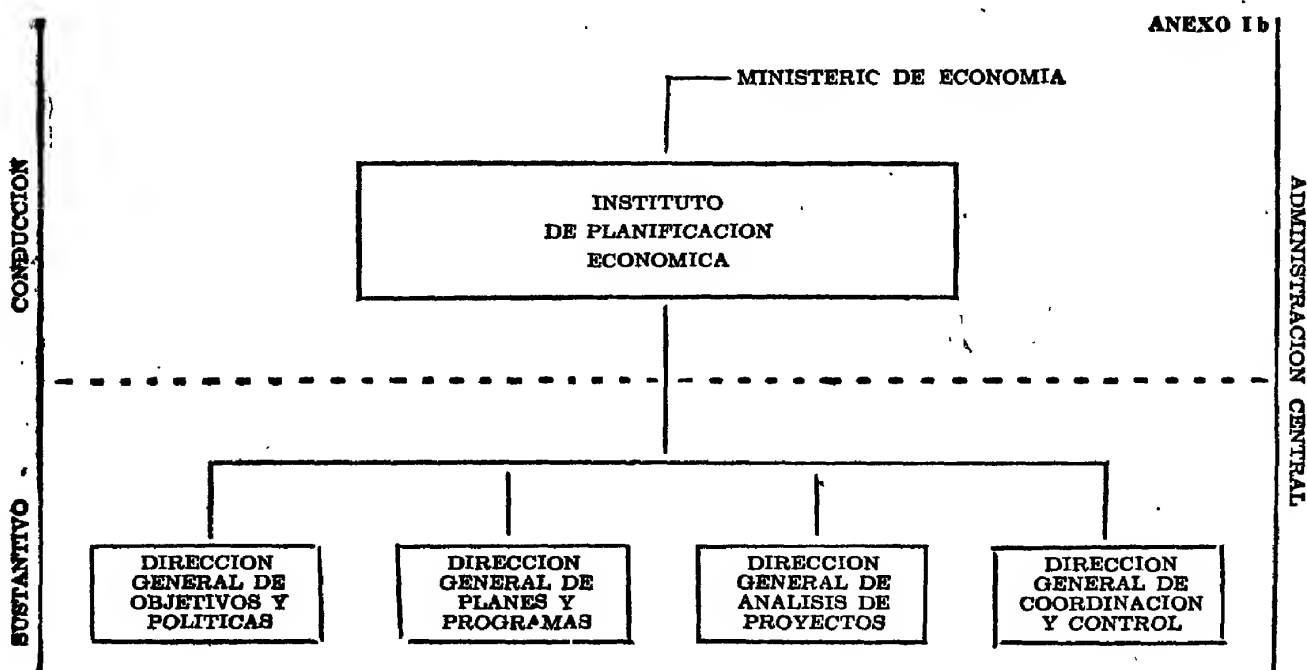 ANEXO Ib
MINISTERIC DE ECONOMIA
CONDUCCION
ADMINISTRACION CENTRAL
INSTITUTO
DE PLANIFICACION
ECONOMICA
SUSTANTIVO
DIRECCION
GENERAL DE
OBJETIVOS Y
POLITICAS
DIRECCION
GENERAL DE
PLANES Y
PROGRAMAS
DIRECCION
GENERAL DE
ANALISIS DE
PROYECTOS
DIRECCION
GENERAL DE
COORDINACION
Y CONTROL